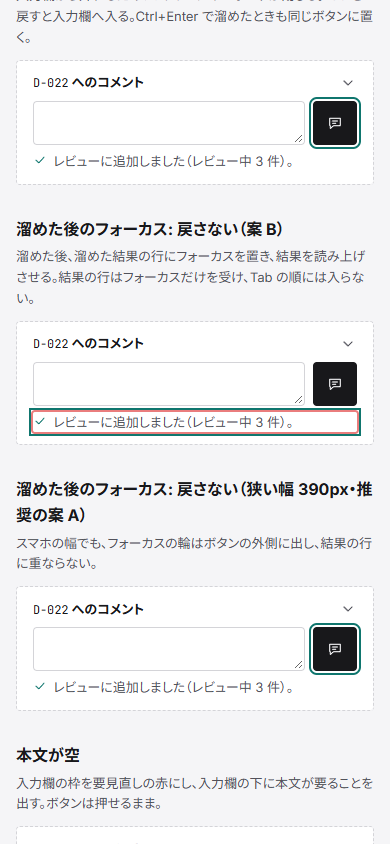 戻すと入力欄へ入る。Ctrl+Enter で溜めたときも同じボタンに置
く。
D-022 へのコメント
レビューに追加しました（レビュー中 3 件）。
溜めた後のフォーカス: 戻さない（案 B）
溜めた後、溜めた結果の行にフォーカスを置き、結果を読み上げ
させる。結果の行はフォーカスだけを受け、Tab の順には入らな
い。
D-022 へのコメント
レビューに追加しました（レビュー中 3 件）。
溜めた後のフォーカス: 戻さない（狭い幅 390px・推
奨の案 A）
スマホの幅でも、フォーカスの輪はボタンの外側に出し、結果の行
に重ならない。
D-022 へのコメント
レビューに追加しました（レビュー中 3 件）。
本文が空
入力欄の枠を要見直しの赤にし、入力欄の下に本文が要ることを
出す。ボタンは押せるまま。